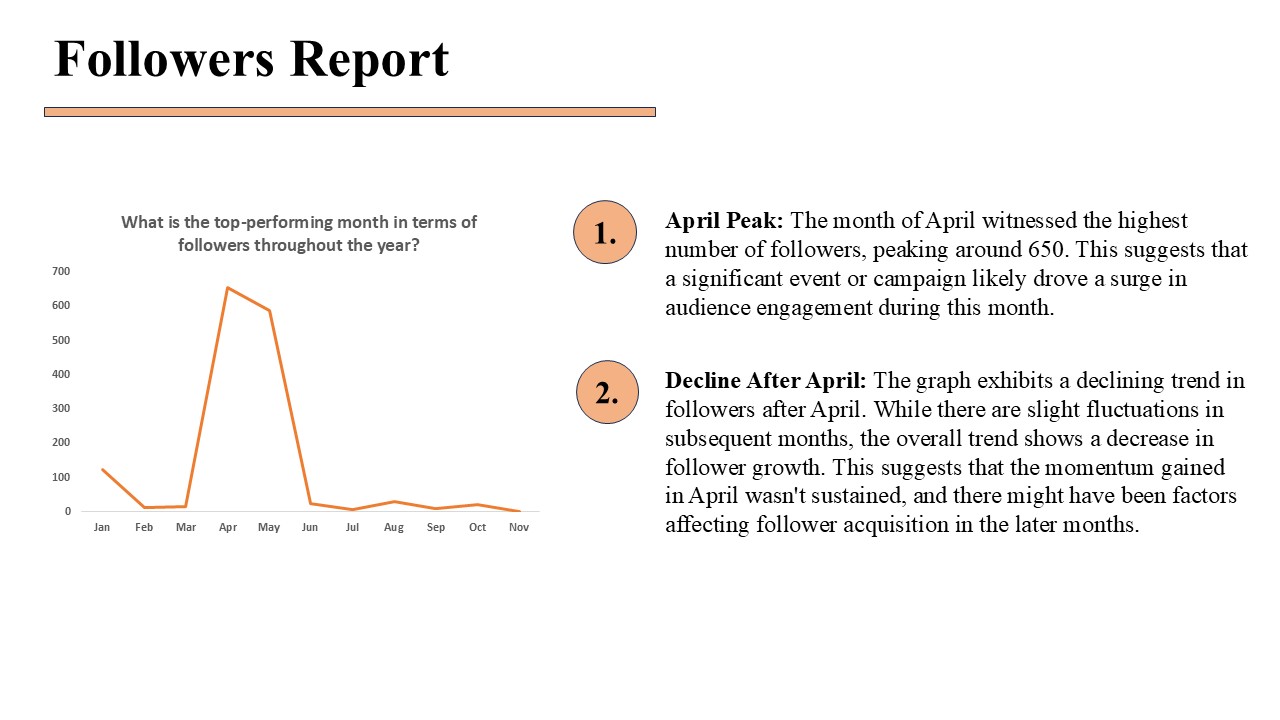 Followers Report
What is the top-performing month in terms of
followers throughout the year?
700
600
500
400
300
200
100
0
Jan Feb Mar Apr May Jun Jul Aug Sep Oct Nov
1.
April Peak: The month of April witnessed the highest
number of followers, peaking around 650. This suggests that
a significant event or campaign likely drove a surge in
audience engagement during this month.
2.
Decline After April: The graph exhibits a declining trend in
followers after April. While there are slight fluctuations in
subsequent months, the overall trend shows a decrease in
follower growth. This suggests that the momentum gained
in April wasn't sustained, and there might have been factors
affecting follower acquisition in the later months.